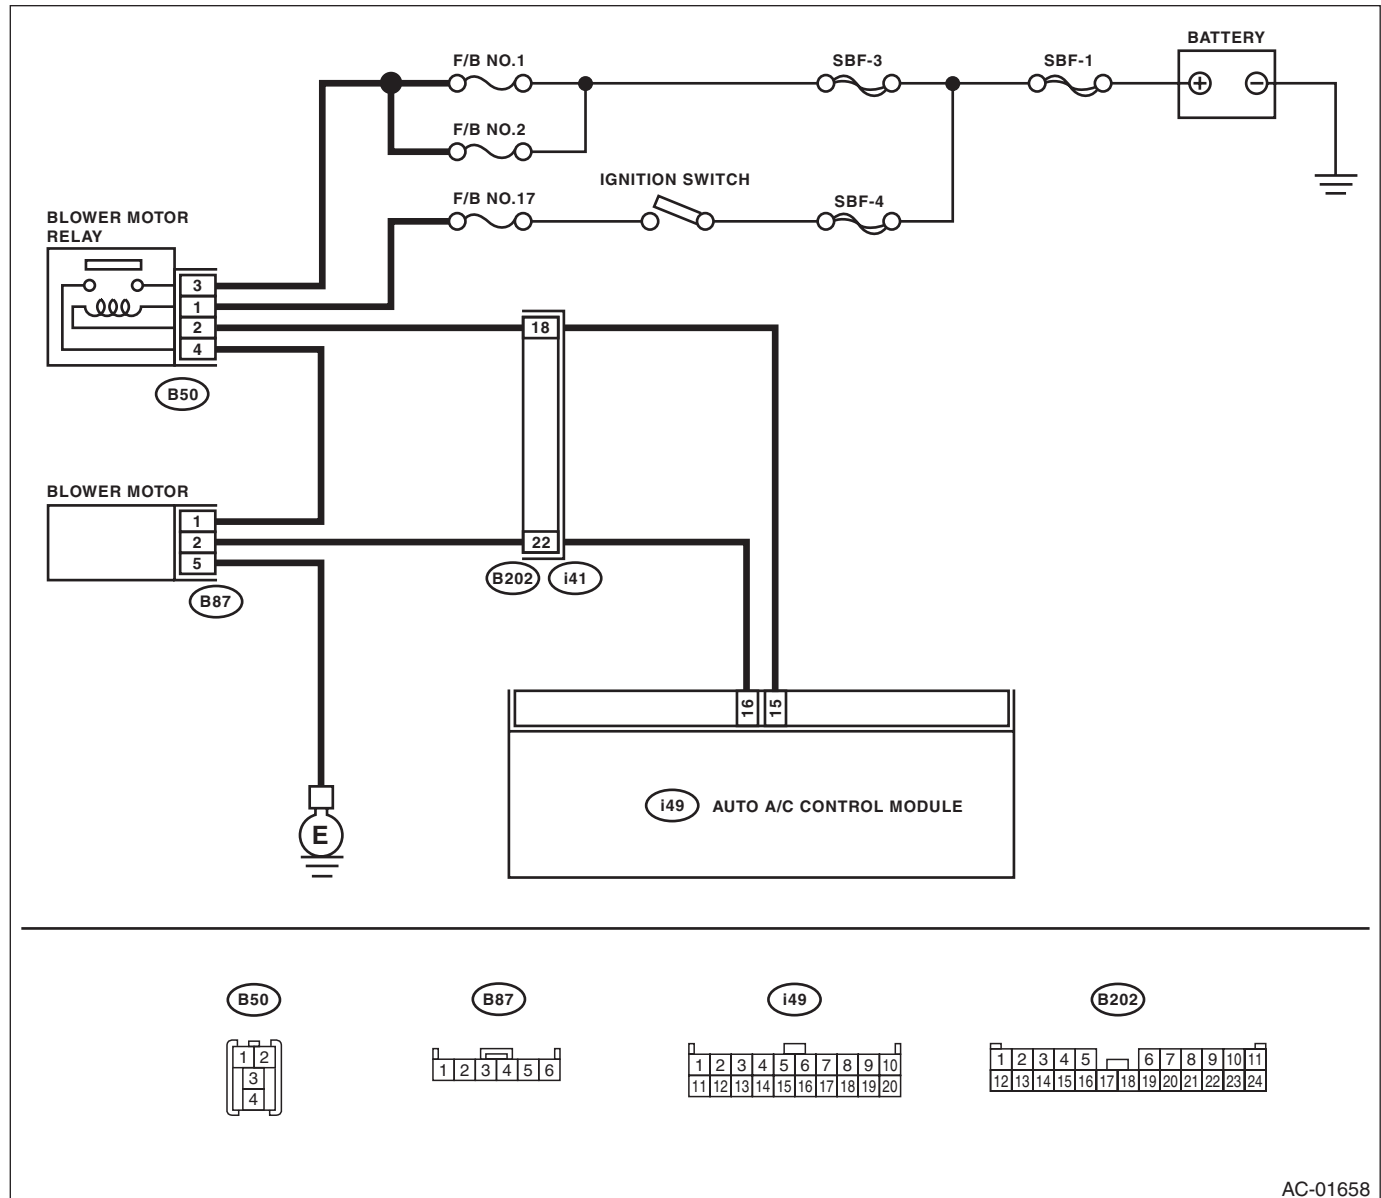 BATTERY
F/B NO.1
SBF-3
SBF-1
+
−
F/B NO.2
IGNITION SWITCH
F/B NO.17
SBF-4
BLOWER MOTOR
RELAY
3
1
2
4
18
B50
BLOWER MOTOR
1
2
5
22
B202
i41
B87
16
15
i49 AUTO A/C CONTROL MODULE
E
B50
B87
i49
B202
1 2
3
4
1 2 3 4 5 6
1 2 3 4 5 6 7 8 9 10
11 12 13 14 15 16 17 18 19 20
1 2 3 4 5 6 7 8 9 10 11
12 13 14 15 16 17 18 19 20 21 22 23 24
AC-01658